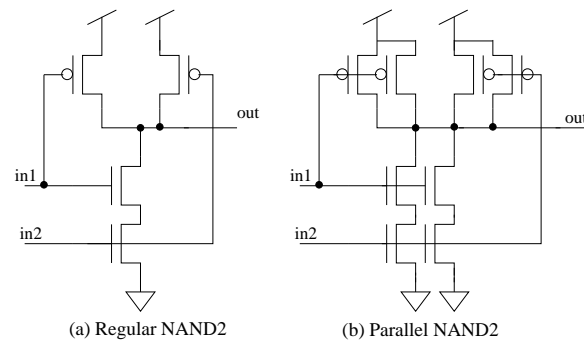 out
in1
in2
(a) Regular NAND2
out
in1
in2
(b) Parallel NAND2